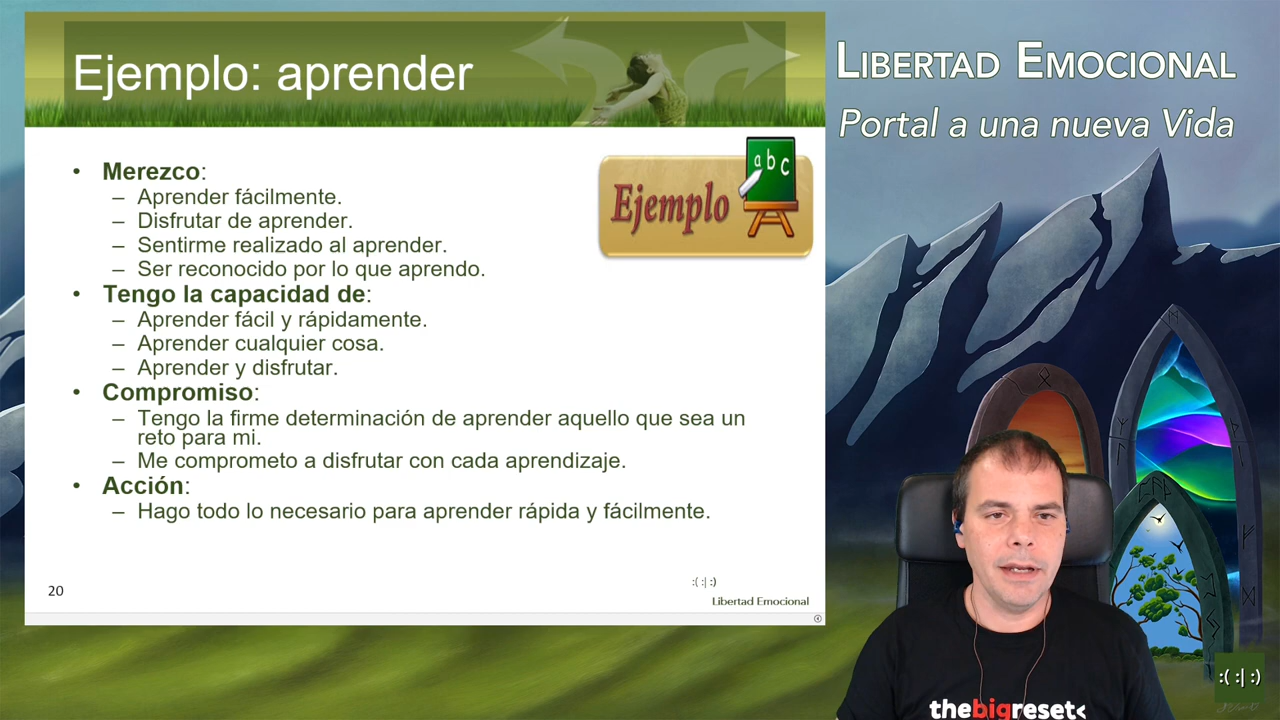 Ejemplo: aprender
LIBERTAD EMOCIONAL
Portal a una nueva Vida
• Merezco:
– Aprender fácilmente.
– Disfrutar de aprender.
– Sentirme realizado al aprender.
– Ser reconocido por lo que aprendo.
• Tengo la capacidad de:
– Aprender fácil y rápidamente.
– Aprender cualquier cosa.
– Aprender y disfrutar.
• Compromiso:
– Tengo la firme determinación de aprender aquello que sea un
reto para mi.
– Me comprometo a disfrutar con cada aprendizaje.
• Acción:
– Hago todo lo necesario para aprender rápida y fácilmente.
Ejemplo
a b c
20
:( :| :)
Libertad Emocional
thebigreset<
:( :| :)